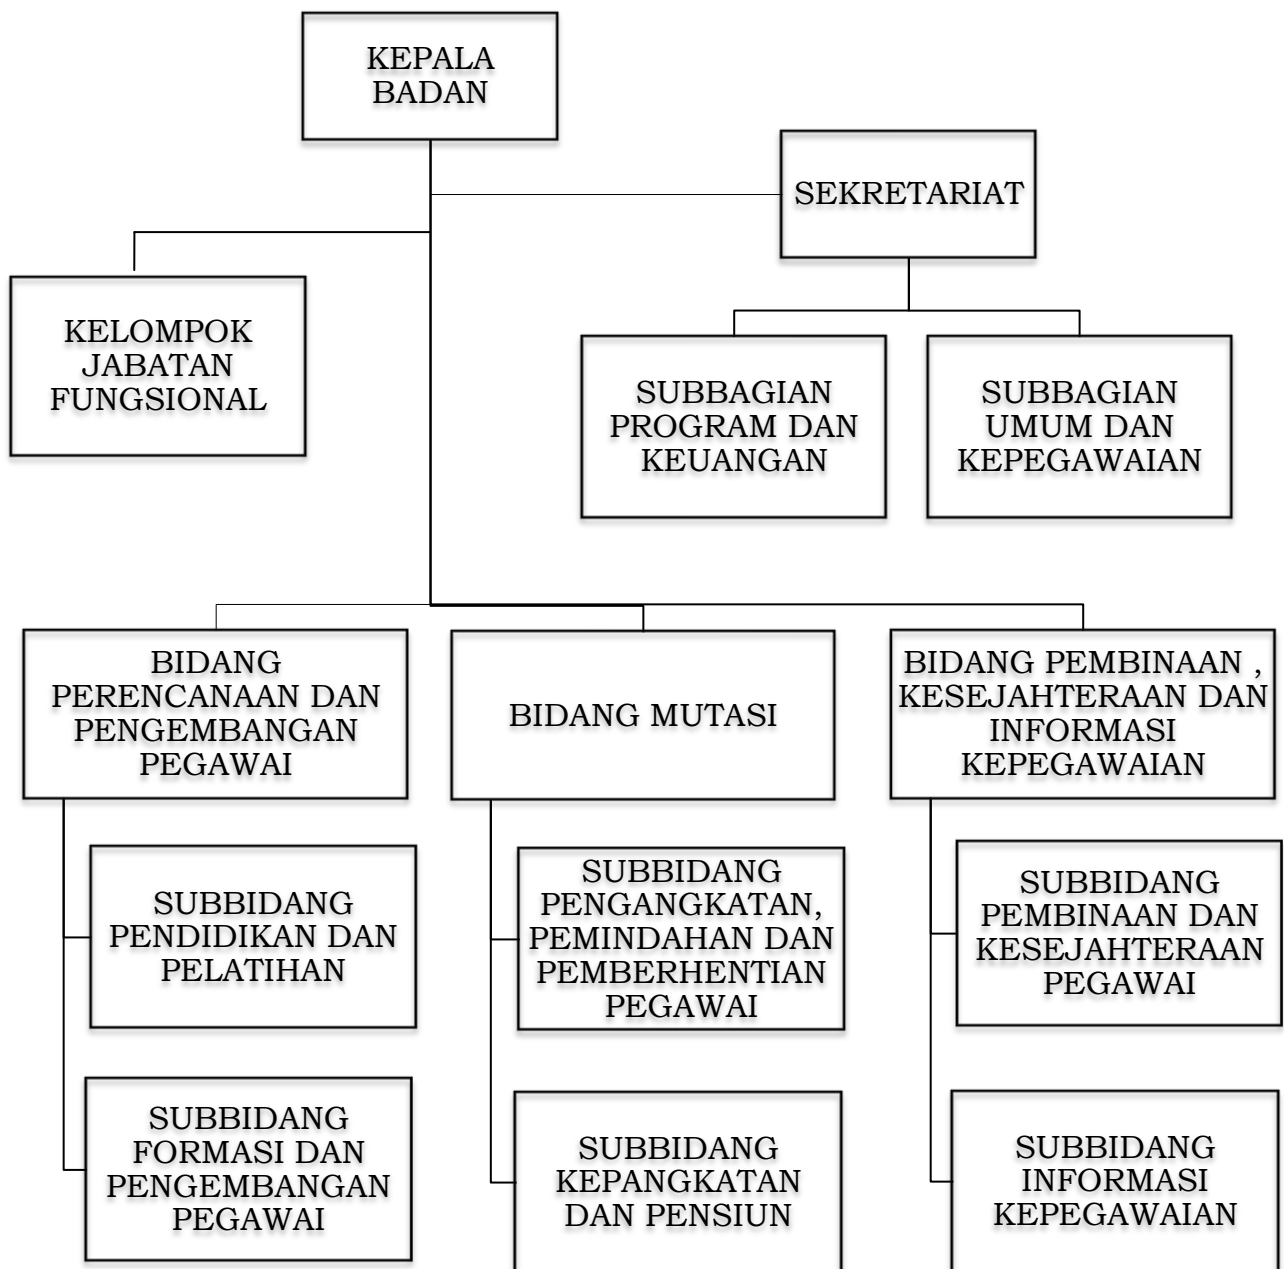 KEPALA
BADAN
SEKRETARIAT
KELOMPOK
JABATAN
FUNGSIONAL
SUBBAGIAN
PROGRAM DAN
KEUANGAN
SUBBAGIAN
UMUM DAN
KEPEGAWAIAN
BIDANG
PERENCANAAN DAN
PENGEMBANGAN
PEGAWAI
BIDANG MUTASI
BIDANG PEMBINAAN ,
KESEJAHTERAAN DAN
INFORMASI
KEPEGAWAIAN
SUBBIDANG
PENDIDIKAN DAN
PELATIHAN
SUBBIDANG
PENGANGKATAN,
PEMINDAHAN DAN
PEMBERHENTIAN
PEGAWAI
SUBBIDANG
PEMBINAAN DAN
KESEJAHTERAAN
PEGAWAI
SUBBIDANG
FORMASI DAN
PENGEMBANGAN
PEGAWAI
SUBBIDANG
KEPANGKATAN
DAN PENSIUN
SUBBIDANG
INFORMASI
KEPEGAWAIAN